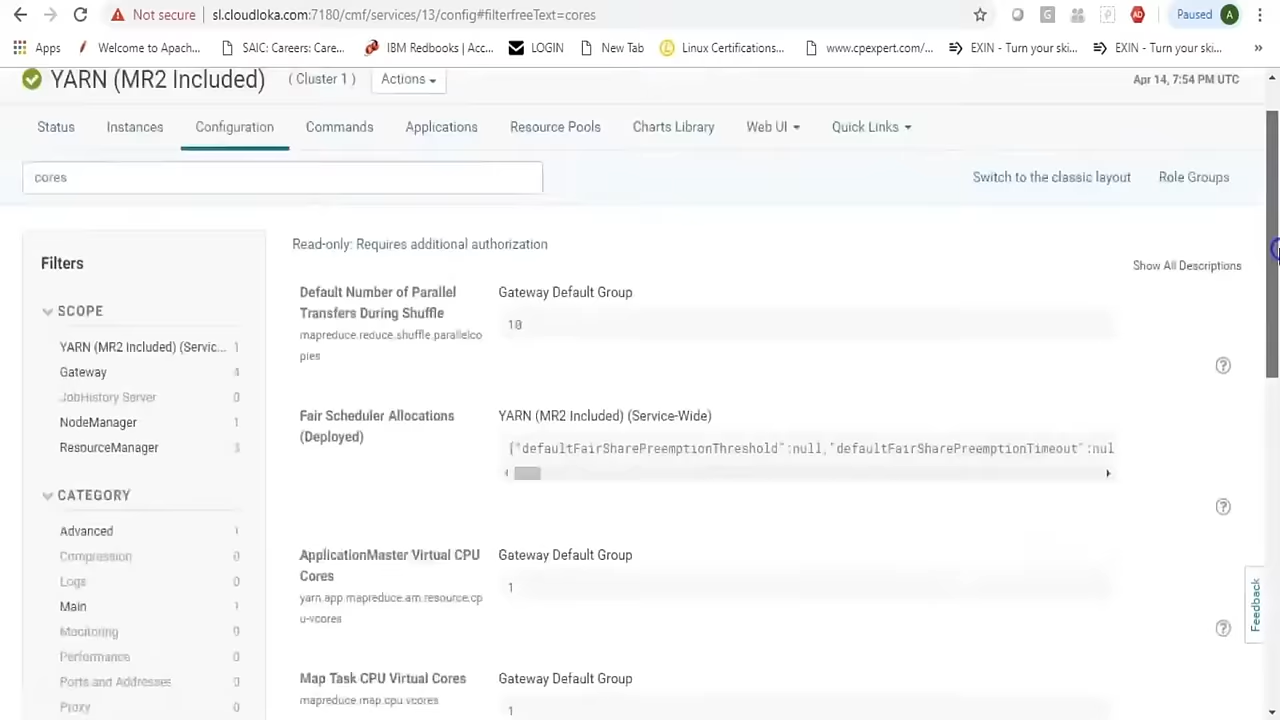 Not secure | sl.cloudloka.com:7180/cmf/services/13/config#filterfreeText=cores
Paused A
Apps Welcome to Apach... SAIC: Careers: Care... IBM Redbooks | Acc... LOGIN New Tab Linux Certifications... www.cpexpert.com/... EXIN - Turn your ski... EXIN - Turn your ski... »
YARN (MR2 Included) ( Cluster 1 ) Actions
Apr 14, 7:54 PM UTC
Status Instances Configuration Commands Applications Resource Pools Charts Library Web UI Quick Links
cores
Switch to the classic layout Role Groups
Filters
SCOPE
YARN (MR2 Included) (Servic... 1
Gateway 4
JobHistory Server 0
NodeManager 1
ResourceManager 3
CATEGORY
Advanced 1
Compression 0
Logs 0
Main 1
Monitoring 0
Performance 0
Ports and Addresses 0
Proxy 0
Read-only: Requires additional authorization
Show All Descriptions
Default Number of Parallel
Transfers During Shuffle
mapreduce.reduce.shuffle.parallelco
pies
Gateway Default Group
10
Fair Scheduler Allocations
(Deployed)
YARN (MR2 Included) (Service-Wide)
{"defaultFairSharePreemptionThreshold":null,"defaultFairSharePreemptionTimeout":nul
ApplicationMaster Virtual CPU
Cores
yarn.app.mapreduce.am.resource.cp
u-vcores
Gateway Default Group
1
Map Task CPU Virtual Cores
mapreduce.map.cpu.vcores
Gateway Default Group
1
Feedback